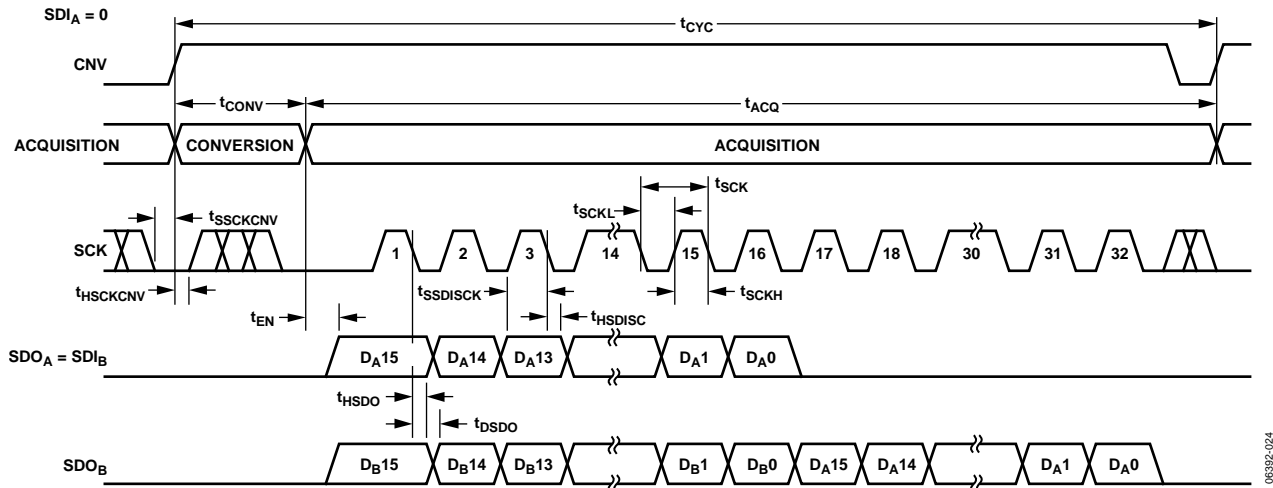 SDIA = 0
tCYC
CNV
tCONV
tACQ
ACQUISITION CONVERSION ACQUISITION
tSCK
tSCKL
tSSCKCNV
SCK 1 2 3 14 15 16 17 18 30 31 32
tHSCKCNV
tSSDISCK
tSCKH
tEN
tHSDISC
SDOA = SDIB DA15 DA14 DA13 DA1 DA0
tHSDO
tDSDO
SDOB DB15 DB14 DB13 DB1 DB0 DA15 DA14 DA1 DA0
06392-024